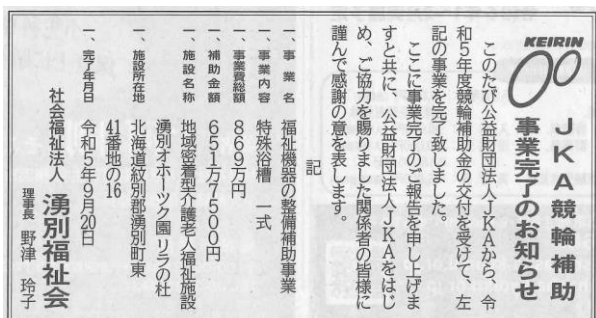 KEIRIN
JKA競輪補助
事業完了のお知らせ
このたび公益財団法人JKAから、令
和5年度競輪補助金の交付を受けて、左
記の事業を完了致しました。
ここに事業完了のご報告を申し上げま
すと共に、公益財団法人JKAをはじ
め、ご協力を賜りました関係者の皆様に
謹んで感謝の意を表します。
記
一、事業名 福祉機器の整備補助事業
一、事業内容 特殊浴槽 一式
一、事業費総額 869万円
一、補助金額 651万7500円
一、施設名称 地域密着型介護老人福祉施設
湧別オホーツク園 リラの杜
一、施設所在地 北海道紋別郡湧別町東
41番地の16
一、完了年月日 令和5年9月20日
社会福祉法人 湧別福祉会
理事長 野津 玲子